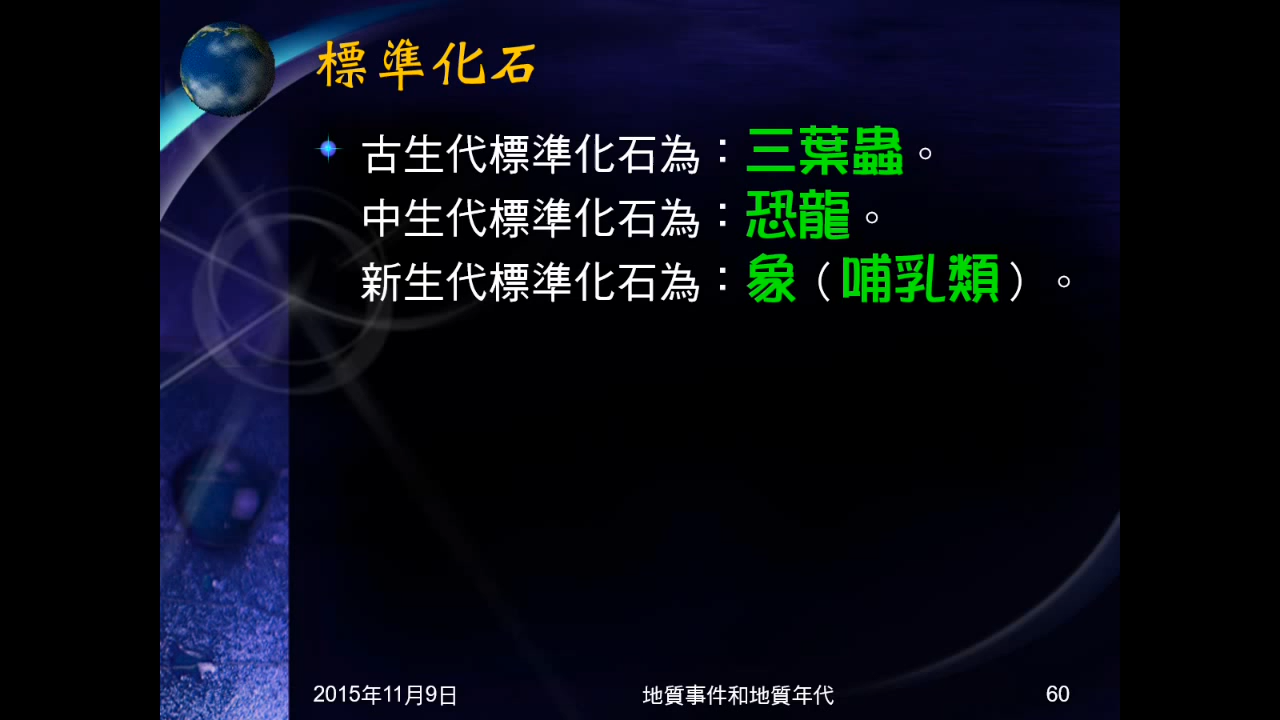 標準化石
古生代標準化石為：三葉蟲。
中生代標準化石為：恐龍。
新生代標準化石為：象（哺乳類）。
2015年11月9日
地質事件和地質年代
60